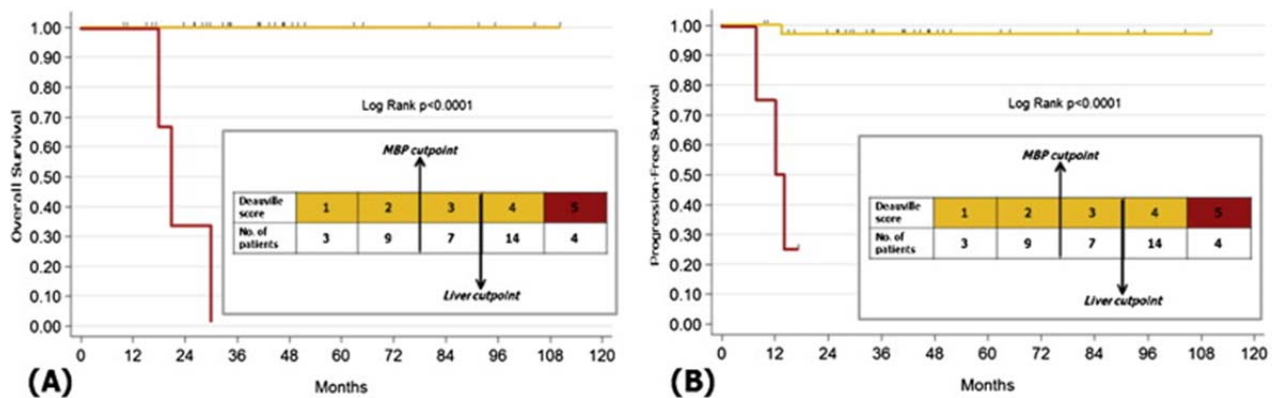 1.00
0.90
0.80
0.70
0.60
0.50
0.40
0.30
0.20
0.10
0.00
Overall Survival
Log Rank p<0.0001
MBP cutpoint
Deauville score 1 2 3 4 5
No. of patients 3 9 7 14 4
Liver cutpoint
0 12 24 36 48 60 72 84 96 108 120
(A) Months
1.00
0.90
0.80
0.70
0.60
0.50
0.40
0.30
0.20
0.10
0.00
Progression-Free Survival
Log Rank p<0.0001
MBP cutpoint
Deauville score 1 2 3 4 5
No. of patients 3 9 7 14 4
Liver cutpoint
0 12 24 36 48 60 72 84 96 108 120
(B) Months